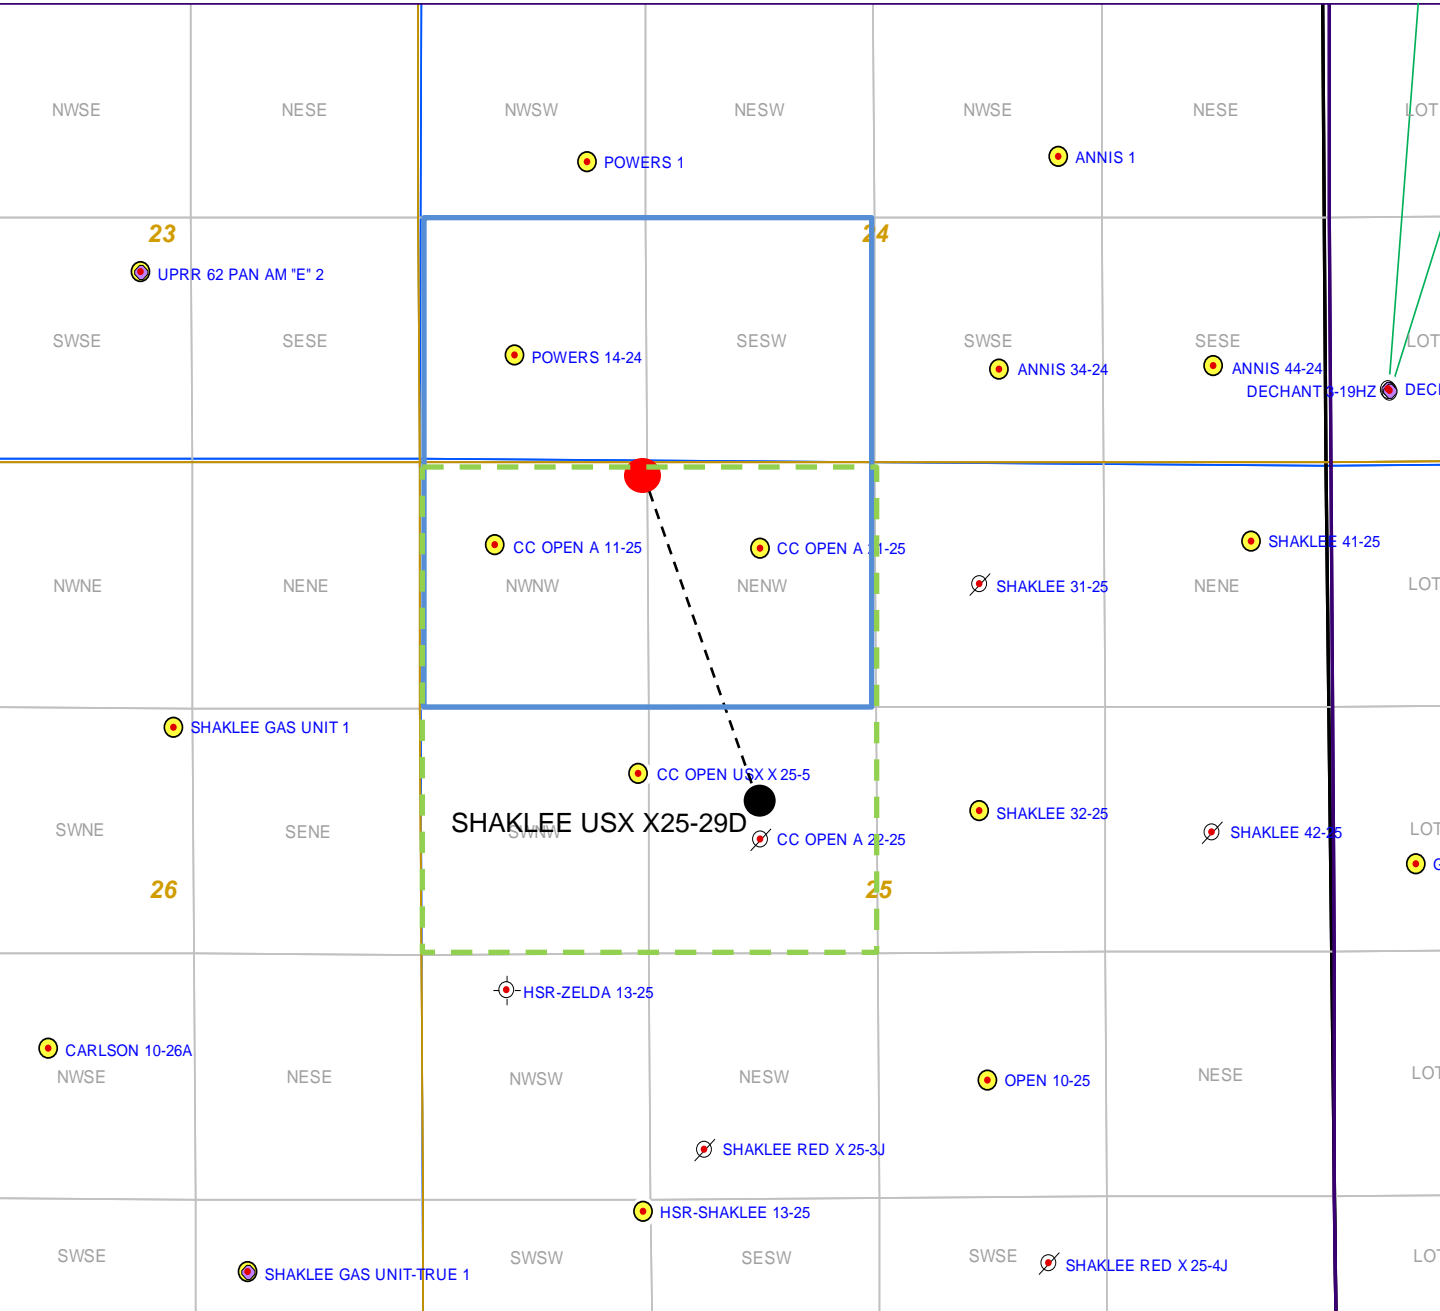 NWSE
NESE
NWSW
NESW
NWSE
NESE
LOT
POWERS 1
ANNIS 1
23
24
UPRR 62 PAN AM "E" 2
SWSE
SESE
SESW
SWSE
SESE
LOT
POWERS 14-24
ANNIS 34-24
ANNIS 44-24
DECHANT 3-19HZ
CC OPEN A 11-25
CC OPEN A 21-25
SHAKLEE 41-25
NWNE
NENE
NWNW
NENW
SHAKLEE 31-25
NENE
LOT
SHAKLEE GAS UNIT 1
CC OPEN USX X 25-5
SHAKLEE USX X25-29D
SHAKLEE 32-25
SWNE
SENE
SWNW
CC OPEN A 22-25
SHAKLEE 42-25
LOT
26
25
HSR-ZELDA 13-25
CARLSON 10-26A
NWSE
NESE
NWSW
NESW
OPEN 10-25
NESE
LOT
SHAKLEE RED X 25-3J
HSR-SHAKLEE 13-25
SWSE
SWSW
SESW
SWSE
LOT
SHAKLEE GAS UNIT-TRUE 1
SHAKLEE RED X 25-4J